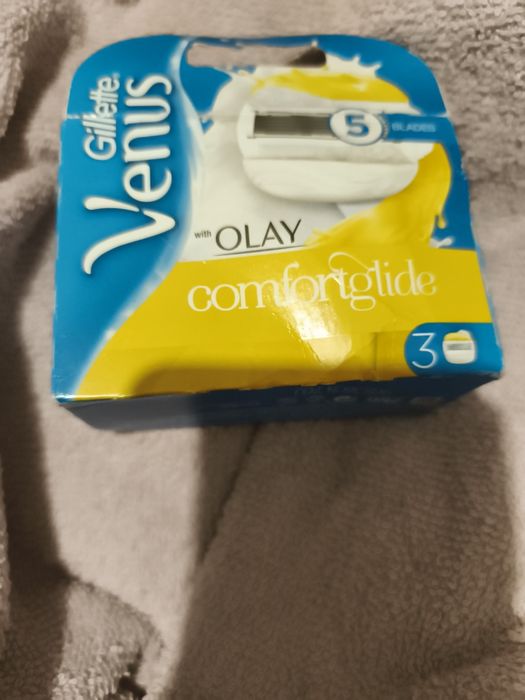 Gillette
Venus
5 BLADES
with OLAY
comfortglide
3